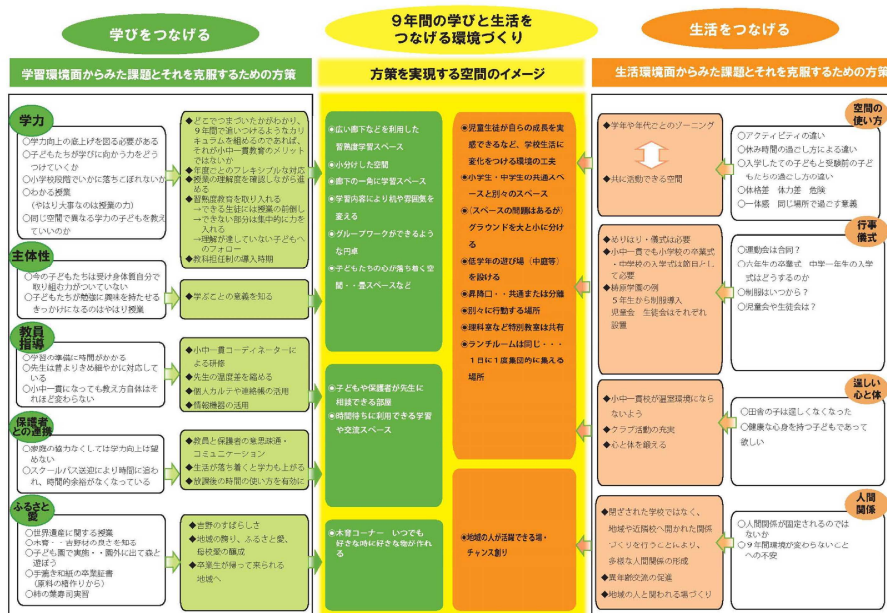 学びをつなげる
9年間の学びと生活を
つなげる環境づくり
生活をつなげる
学習環境面からみた課題とそれを克服するための方策
方策を実現する空間のイメージ
生活環境面からみた課題とそれを克服するための方策
学力
○学力向上の底上げを図る必要がある
○子どもたちが学びに向かう力をどう
つけていくか
○小学校段階でいかに落ちこぼれないか
○わかる授業
(やはり大事なのは授業の力)
○同じ空間で異なる学力の子どもを教え
ていいのか
◆どこでつまづいたかがわかり、
9年間で追いつけるようなカリ
キュラムを組めるのであれば、そ
れが小中一貫教育のメリット
ではないか
◆年度ごとのフレキシブルな対応
◆授業の理解度を確認しながら進
める
◆習熟度教育を取り入れる
→できる生徒には授業の前倒し
→できない部分は集中的に力を
入れる
→理解が達していない子どもへ
のフォロー
◆教科担任制の導入時期
主体性
○今の子どもたちは受け身体質自分で
取り組む力がついていない
○子どもたちが勉強に興味を持たせる
きっかけになるのはやはり授業
◆学ぶことの意義を知る
教員
指導
○学習の準備に時間がかかる
○先生は昔よりきめ細やかに対応して
いる
○小中一貫になっても教え方自体はそ
れほど変わらない
◆小中一貫コーディネーターによ
る研修
◆先生の温度差を縮める
◆個人カルテや連絡帳の活用
◆情報機器の活用
保護者
との連携
○家庭の協力なくしては学力向上は望
めない
○スクールバス送迎により時間に追わ
れ、時間的余裕がなくなっている
◆教員と保護者の意思疎通・
コミュニケーション
◆生活が落ち着くと学力も上がる
◆放課後の時間の使い方を有効に
ふるさと
愛
○世界遺産に関する授業
○木育・・吉野材の良さを知る
○子ども園で実施・・園外に出て森と
遊ぼう
○手漉き和紙の卒業証書
(原料の楮作りから)
○柿の葉寿司実習
◆吉野のすばらしさ
◆地域の誇り、ふるさと愛、
母校愛の醸成
◆卒業生が帰って来られる
地域へ
◉広い廊下などを利用した
習熟度学習スペース
◉小分けした空間
◉廊下の一角に学習スペース
◉学習内容により机や雰囲気を
変える
◉グループワークができるよう
な円卓
◉子どもたちの心が落ち着く空
間・・畳スペースなど
◉子どもや保護者が先生に
相談できる部屋
◉時間待ちに利用できる学習
や交流スペース
◉木育コーナー いつでも
好きな時に好きな物が作れ
る
◉児童生徒が自らの成長を実
感できるなど、学校生活に
変化をつける環境の工夫
◉小学生・中学生の共通スペ
ースと別々のスペース
◉(スペースの問題はあるが)
グラウンドを大と小に分け
る
◉低学年の遊び場(中庭等)
を設ける
◉昇降口・・共通または分離
◉別々に行動する場所
◉理科室など特別教室は共有
◉ランチルームは同じ・・・
1日に1度集団的に集える
場所
◉地域の人が活躍できる場・
チャンス創り
◆学年や年代ごとのゾーニング
◆共に活動できる空間
空間の
使い方
○アクティビティの違い
○休み時間の過ごし方による違い
○入学したての子どもと受験前の子ど
もたちの過ごし方の違い
○体格差 体力差 危険
○一体感 同じ場所で過ごす意義
◆めりはり・儀式は必要
◆小中一貫でも小学校の卒業式
・中学校の入学式は節目とし
て必要
5年生から制服導入
児童会 生徒会はそれぞれ
設置
行事
儀式
○運動会は合同?
○六年生の卒業式 中学一年生の入学
式はどうするのか
○制服はいつから?
○児童会や生徒会は?
◆小中一貫校が温室環境になら
ないよう
◆クラブ活動の充実
◆心と体を鍛える
逞しい
心と体
○田舎の子は逞しくなくなった
○健康な心身を持つ子どもであって
欲しい
◆閉ざされた学校ではなく、
地域や近隣校へ開かれた関係
づくりを行うことにより、
多様な人間関係の形成
◆異年齢交流の促進
◆地域の人と関われる場づくり
人間
関係
○人間関係が固定されるのでは
ないか
○9年間環境が変わらないこと
への不安